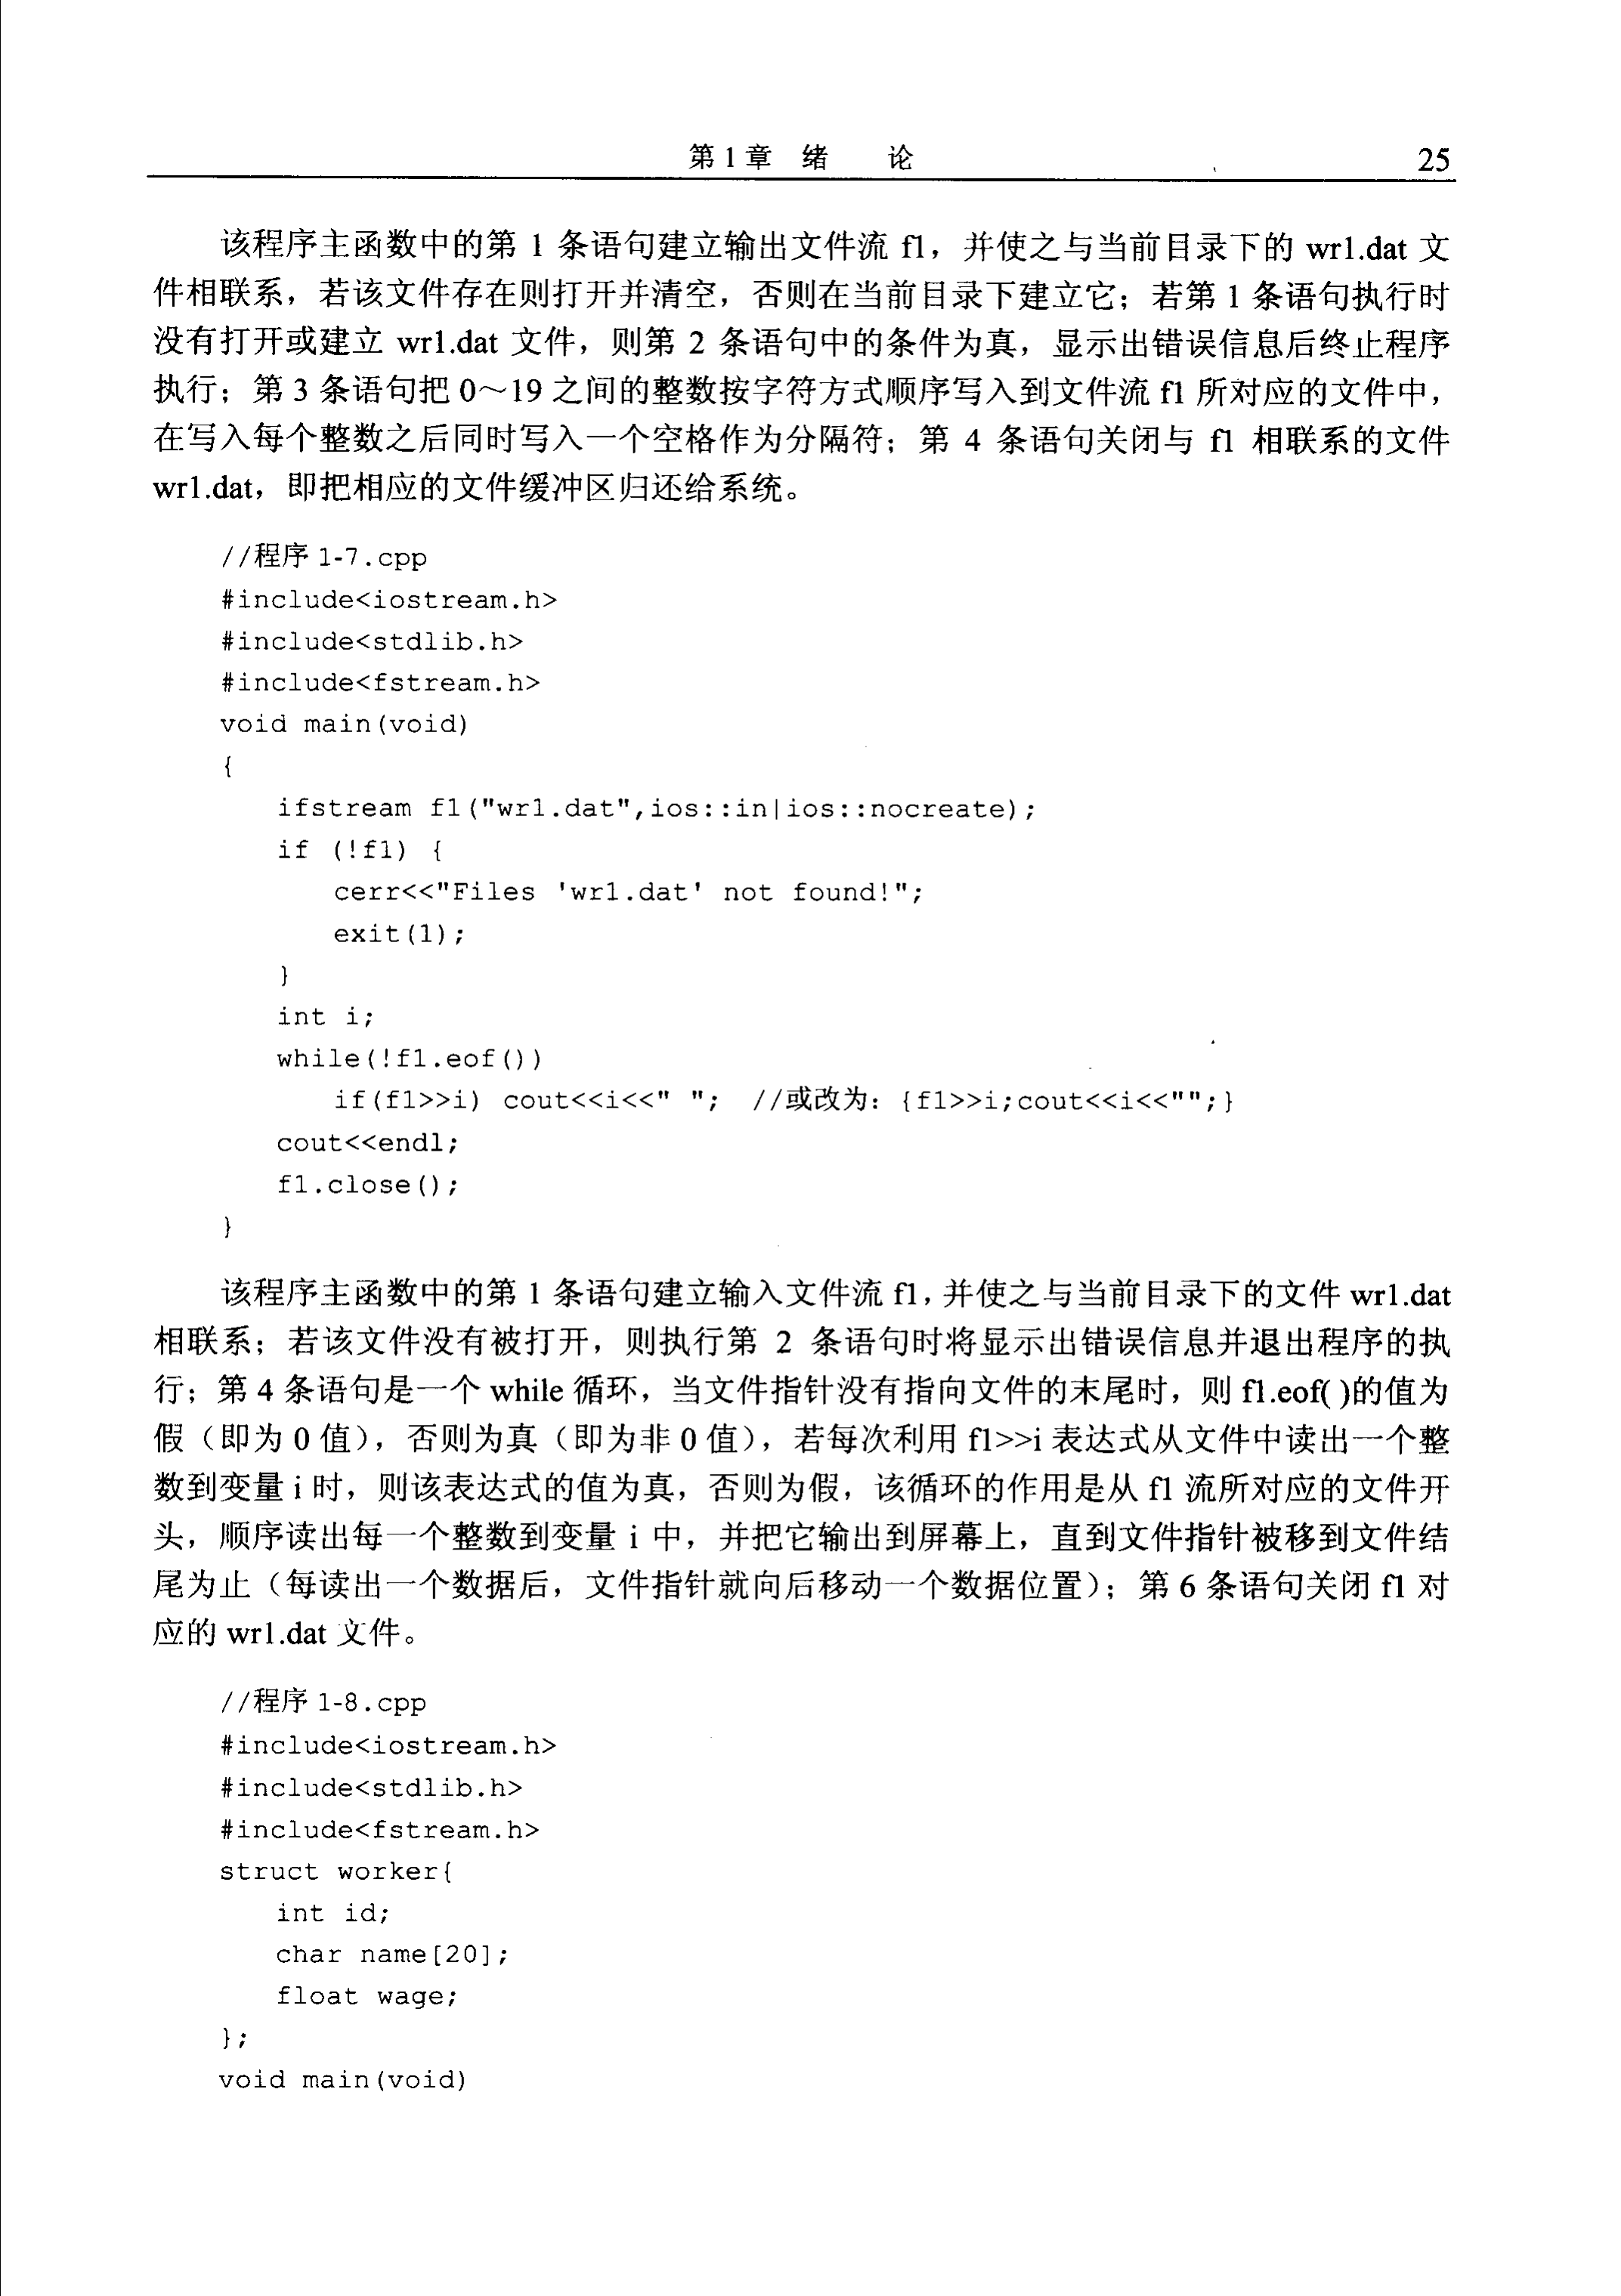 第 1 章 绪 论 25
该程序主函数中的第 1 条语句建立输出文件流 f1，并使之与当前目录下的 wr1.dat 文
件相联系，若该文件存在则打开并清空，否则在当前目录下建立它；若第 1 条语句执行时
没有打开或建立 wr1.dat 文件，则第 2 条语句中的条件为真，显示出错误信息后终止程序
执行；第 3 条语句把 0～19 之间的整数按字符方式顺序写入到文件流 f1 所对应的文件中，
在写入每个整数之后同时写入一个空格作为分隔符；第 4 条语句关闭与 f1 相联系的文件
wr1.dat，即把相应的文件缓冲区归还给系统。
//程序 1-7.cpp
#include<iostream.h>
#include<stdlib.h>
#include<fstream.h>
void main(void)
{
ifstream f1("wr1.dat",ios::in|ios::nocreate);
if (!f1) {
cerr<<"Files 'wr1.dat' not found!";
exit(1);
}
int i;
while(!f1.eof())
if(f1>>i) cout<<i<<" "; //或改为：{f1>>i;cout<<i<<"";}
cout<<endl;
f1.close();
}
该程序主函数中的第 1 条语句建立输入文件流 f1，并使之与当前目录下的文件 wr1.dat
相联系；若该文件没有被打开，则执行第 2 条语句时将显示出错误信息并退出程序的执
行；第 4 条语句是一个 while 循环，当文件指针没有指向文件的末尾时，则 f1.eof( )的值为
假（即为 0 值），否则为真（即为非 0 值），若每次利用 f1>>i 表达式从文件中读出一个整
数到变量 i 时，则该表达式的值为真，否则为假，该循环的作用是从 f1 流所对应的文件开
头，顺序读出每一个整数到变量 i 中，并把它输出到屏幕上，直到文件指针被移到文件结
尾为止（每读出一个数据后，文件指针就向后移动一个数据位置）；第 6 条语句关闭 f1 对
应的 wr1.dat 文件。
//程序 1-8.cpp
#include<iostream.h>
#include<stdlib.h>
#include<fstream.h>
struct worker{
int id;
char name[20];
float wage;
};
void main(void)